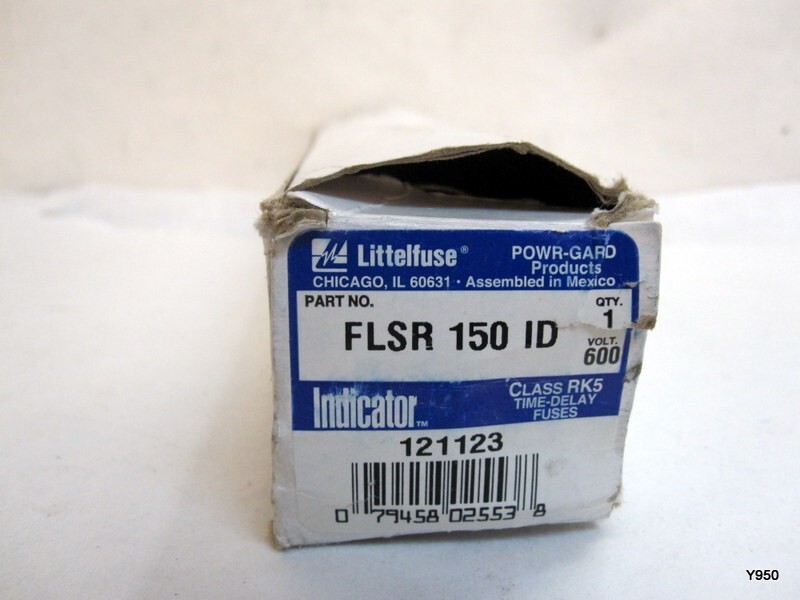 Littelfuse® POWR-GARD
Products
CHICAGO, IL 60631 · Assembled in Mexico
PART NO. QTY.
FLSR 150 ID 1
VOLT.
600
Indicator™ CLASS RK5
TIME-DELAY
FUSES
121123
0 79458 02553 8
Y950